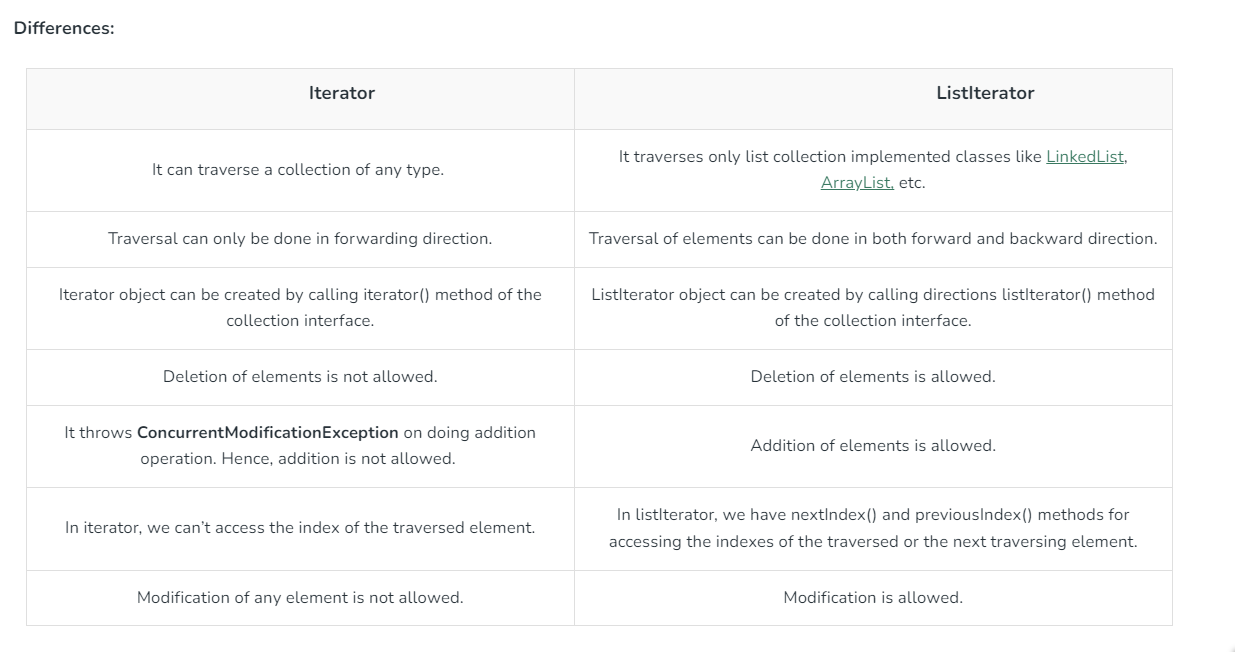 Differences:
Iterator
ListIterator
It can traverse a collection of any type.
It traverses only list collection implemented classes like LinkedList,
ArrayList, etc.
Traversal can only be done in forwarding direction.
Traversal of elements can be done in both forward and backward direction.
Iterator object can be created by calling iterator() method of the
collection interface.
ListIterator object can be created by calling directions listIterator() method
of the collection interface.
Deletion of elements is not allowed.
Deletion of elements is allowed.
It throws ConcurrentModificationException on doing addition
operation. Hence, addition is not allowed.
Addition of elements is allowed.
In iterator, we can’t access the index of the traversed element.
In listIterator, we have nextIndex() and previousIndex() methods for
accessing the indexes of the traversed or the next traversing element.
Modification of any element is not allowed.
Modification is allowed.